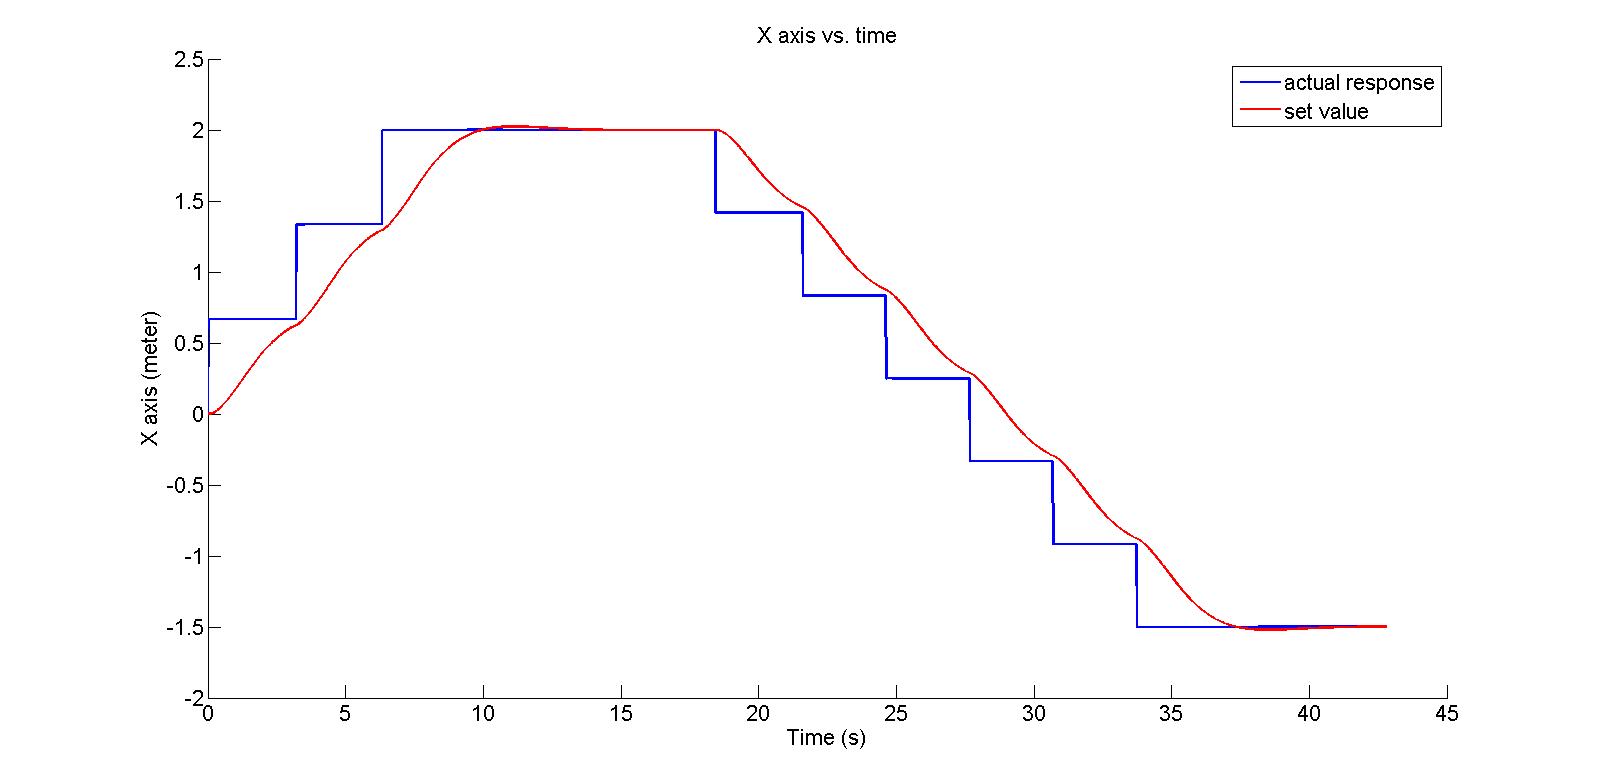 X axis vs. time
actual response
set value
2.5
2
1.5
1
0.5
0
-0.5
-1
-1.5
-2
X axis (meter)
0 5 10 15 20 25 30 35 40 45
Time (s)